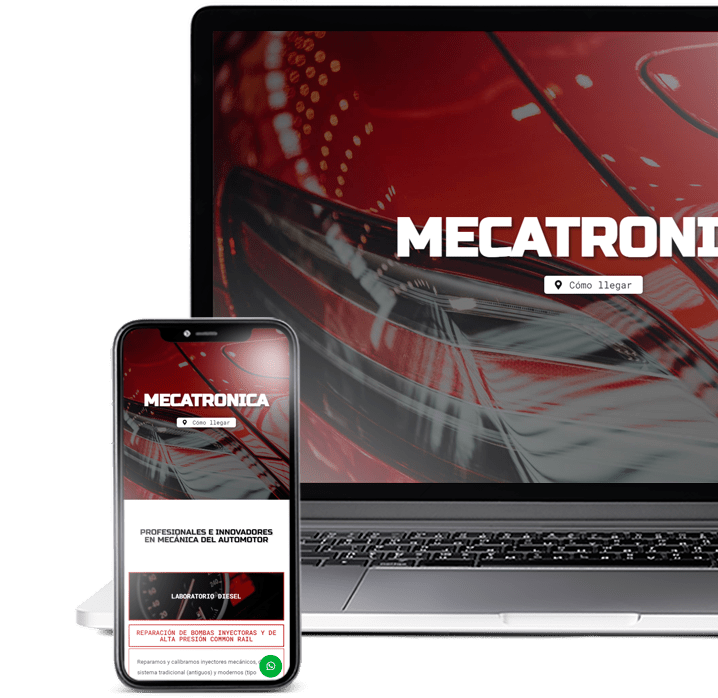 MECATRONI
Cómo llegar
MECATRONICA
Cómo llegar
PROFESIONALES E INNOVADORES
EN MECÁNICA DEL AUTOMOTOR
LABORATORIO DIESEL
REPARACIÓN DE BOMBAS INYECTORAS Y DE
ALTA PRESIÓN COMMON RAIL
Reparamos y calibramos inyectores mecánicos,
sistema tradicional (antiguos) y modernos (tipo